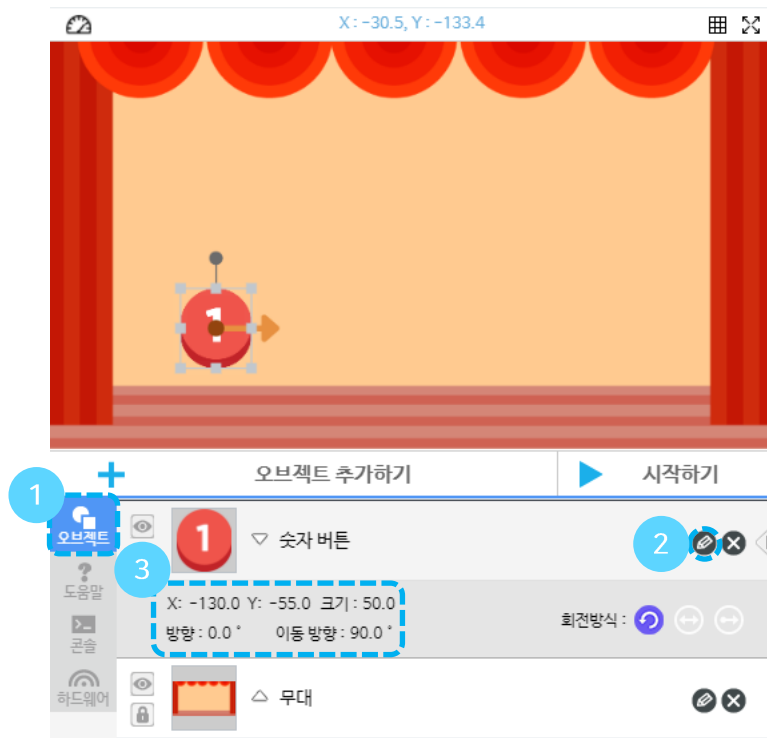 X : -30.5, Y : -133.4
1
오브젝트 추가하기
시작하기
1
오브젝트
1
숫자 버튼
2
도움말
3
X: -130.0 Y: -55.0 크기 : 50.0
방향 : 0.0 ˚ 이동 방향 : 90.0 ˚
회전방식 :
콘솔
하드웨어
무대